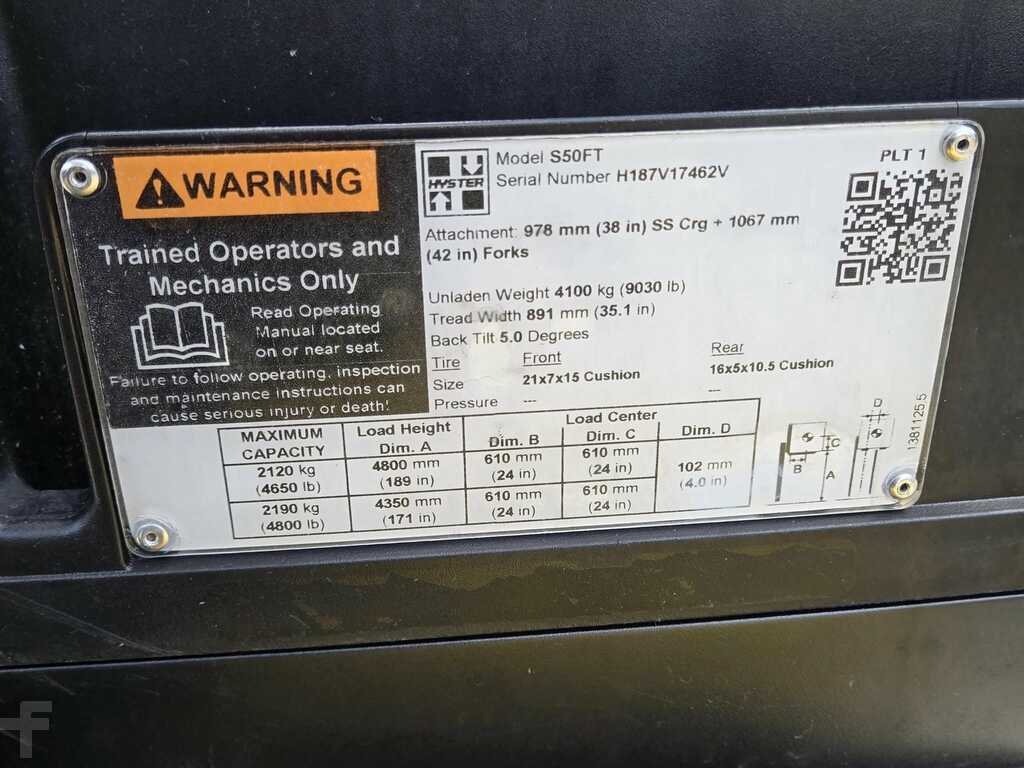 WARNING
Trained Operators and
Mechanics Only
Read Operating
Manual located
on or near seat.
Failure to follow operating, inspection
and maintenance instructions can
cause serious injury or death!
HYSTER
Model S50FT
Serial Number H187V17462V
PLT 1
Attachment: 978 mm (38 in) SS Crg + 1067 mm
(42 in) Forks
Unladen Weight 4100 kg (9030 lb)
Tread Width 891 mm (35.1 in)
Back Tilt 5.0 Degrees
Tire Front Rear
Size 21x7x15 Cushion 16x5x10.5 Cushion
Pressure --- ---
MAXIMUM CAPACITY Load Height Dim. A Load Center Dim. B Dim. C Dim. D
2120 kg (4650 lb) 4800 mm (189 in) 610 mm (24 in) 610 mm (24 in) 102 mm (4.0 in)
2190 kg (4800 lb) 4350 mm (171 in) 610 mm (24 in) 610 mm (24 in)
B C A D
1381125 5
F